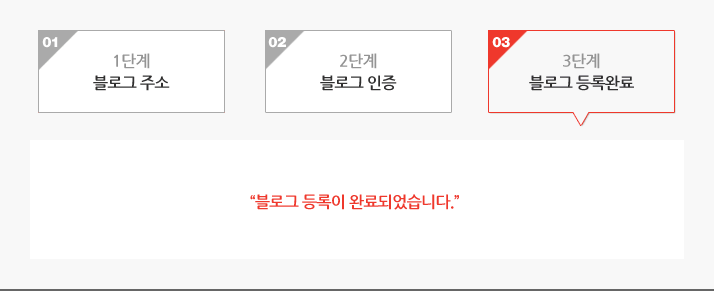 01
1단계
블로그 주소
02
2단계
블로그 인증
03
3단계
블로그 등록완료
“블로그 등록이 완료되었습니다.”